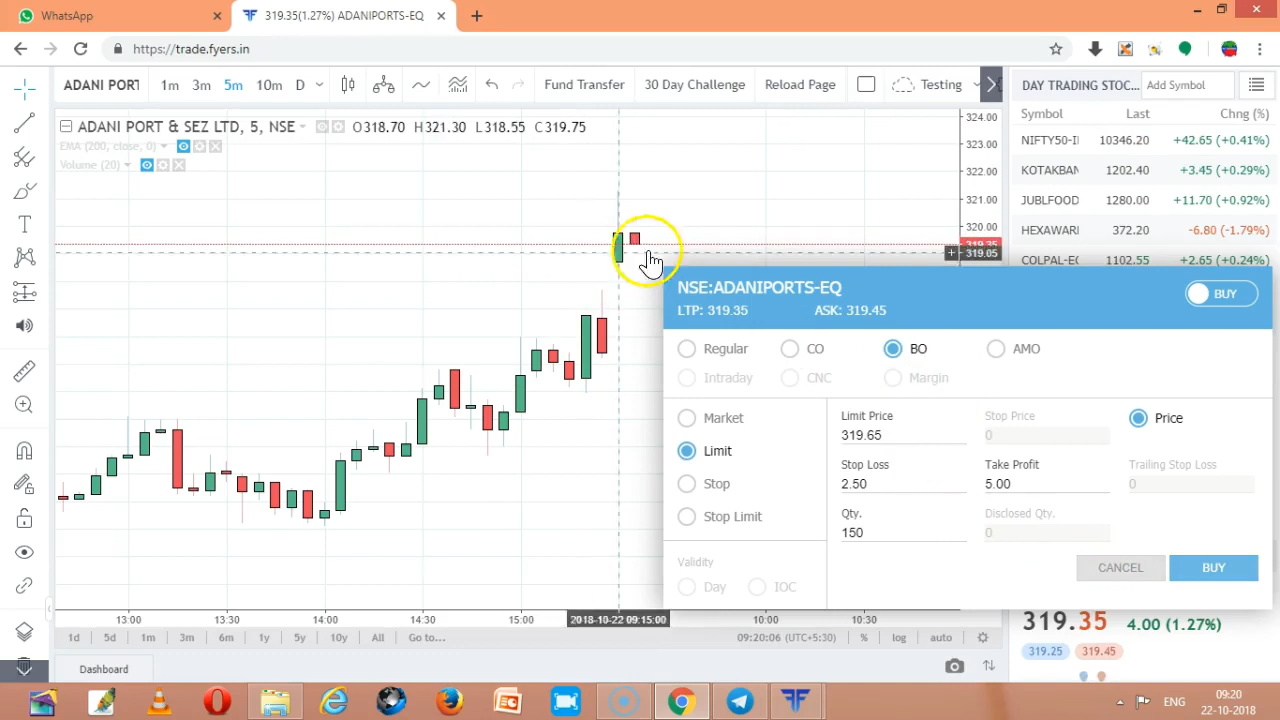 WhatsApp
319.35(1.27%) ADANIPORTS-EQ
https://trade.fyers.in
ADANI PORT 1m 3m 5m 10m D Fund Transfer 30 Day Challenge Reload Page Testing
DAY TRADING STOC... Add Symbol
ADANI PORT & SEZ LTD, 5, NSE O318.70 H321.30 L318.55 C319.75
EMA (200, close, 0)
Volume (20)
324.00
323.00
322.00
321.00
320.00
319.35
319.05
Symbol Last Chng (%)
NIFTY50-I 10346.20 +42.65 (+0.41%)
KOTAKBAN 1202.40 +3.45 (+0.29%)
JUBLFOOD 1280.00 +11.70 (+0.92%)
HEXAWARI 372.20 -6.80 (-1.79%)
COLPAL-EQ 1102.55 +2.65 (+0.24%)
NSE:ADANIPORTS-EQ
BUY
LTP: 319.35 ASK: 319.45
Regular CO BO AMO
Intraday CNC Margin
Market
Limit
Stop
Stop Limit
Validity
Day IOC
Limit Price Stop Price Price
319.65 0
Stop Loss Take Profit Trailing Stop Loss
2.50 5.00 0
Qty. Disclosed Qty.
150 0
CANCEL BUY
13:00 13:30 14:00 14:30 15:00 2018-10-22 09:15:00 10:00 10:30
1d 5d 1m 3m 6m 1y 5y 10y All Go to... 09:20:06 (UTC+5:30) % log auto
319.35 4.00 (1.27%)
319.25 319.45
Dashboard
ENG
09:20
22-10-2018